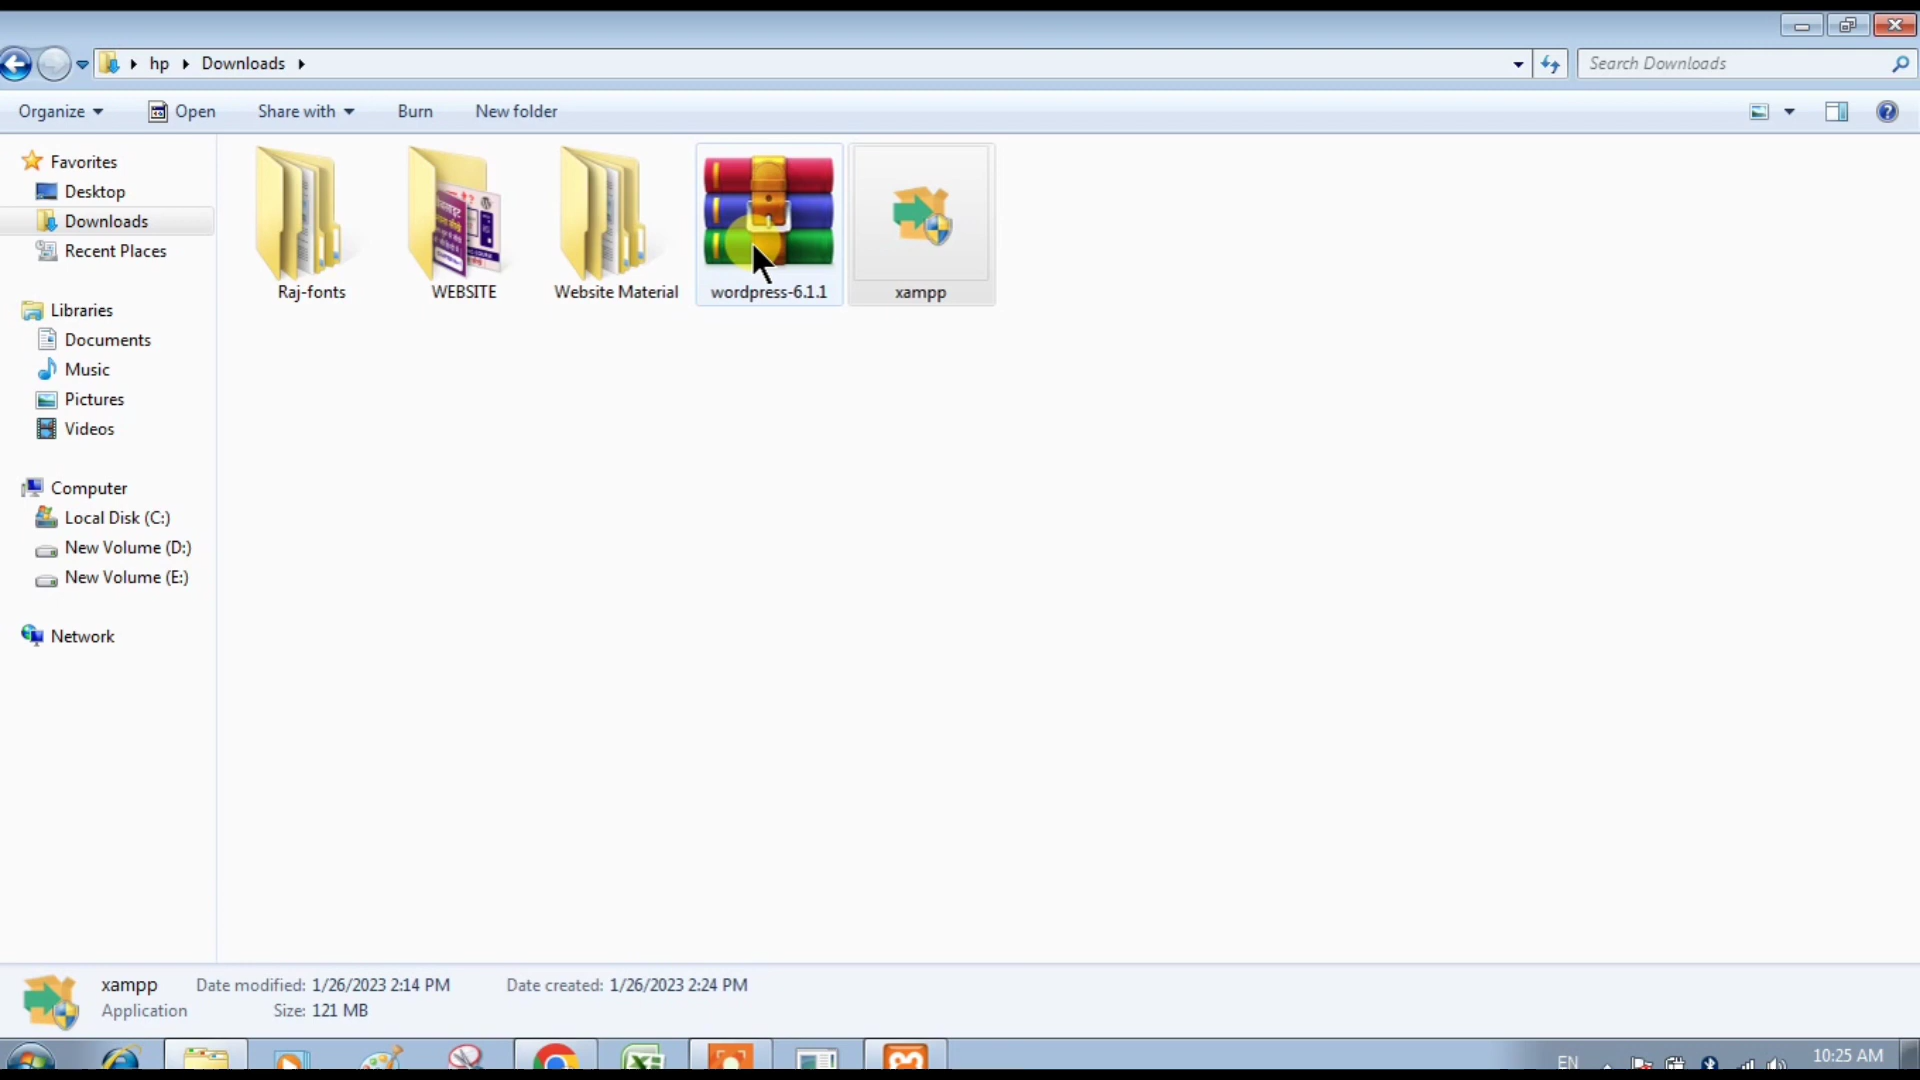 hp Downloads
Search Downloads
Organize Open Share with Burn New folder
Favorites
Desktop
Downloads
Recent Places
Libraries
Documents
Music
Pictures
Videos
Computer
Local Disk (C:)
New Volume (D:)
New Volume (E:)
Network
Raj-fonts
WEBSITE
Website Material
wordpress-6.1.1
xampp
xampp Date modified: 1/26/2023 2:14 PM Date created: 1/26/2023 2:24 PM
Application Size: 121 MB
EN 10:25 AM